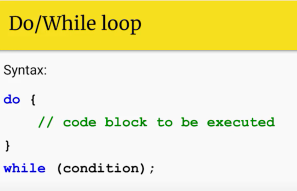 Do/While loop
Syntax:
do {
    // code block to be executed
}
while (condition);